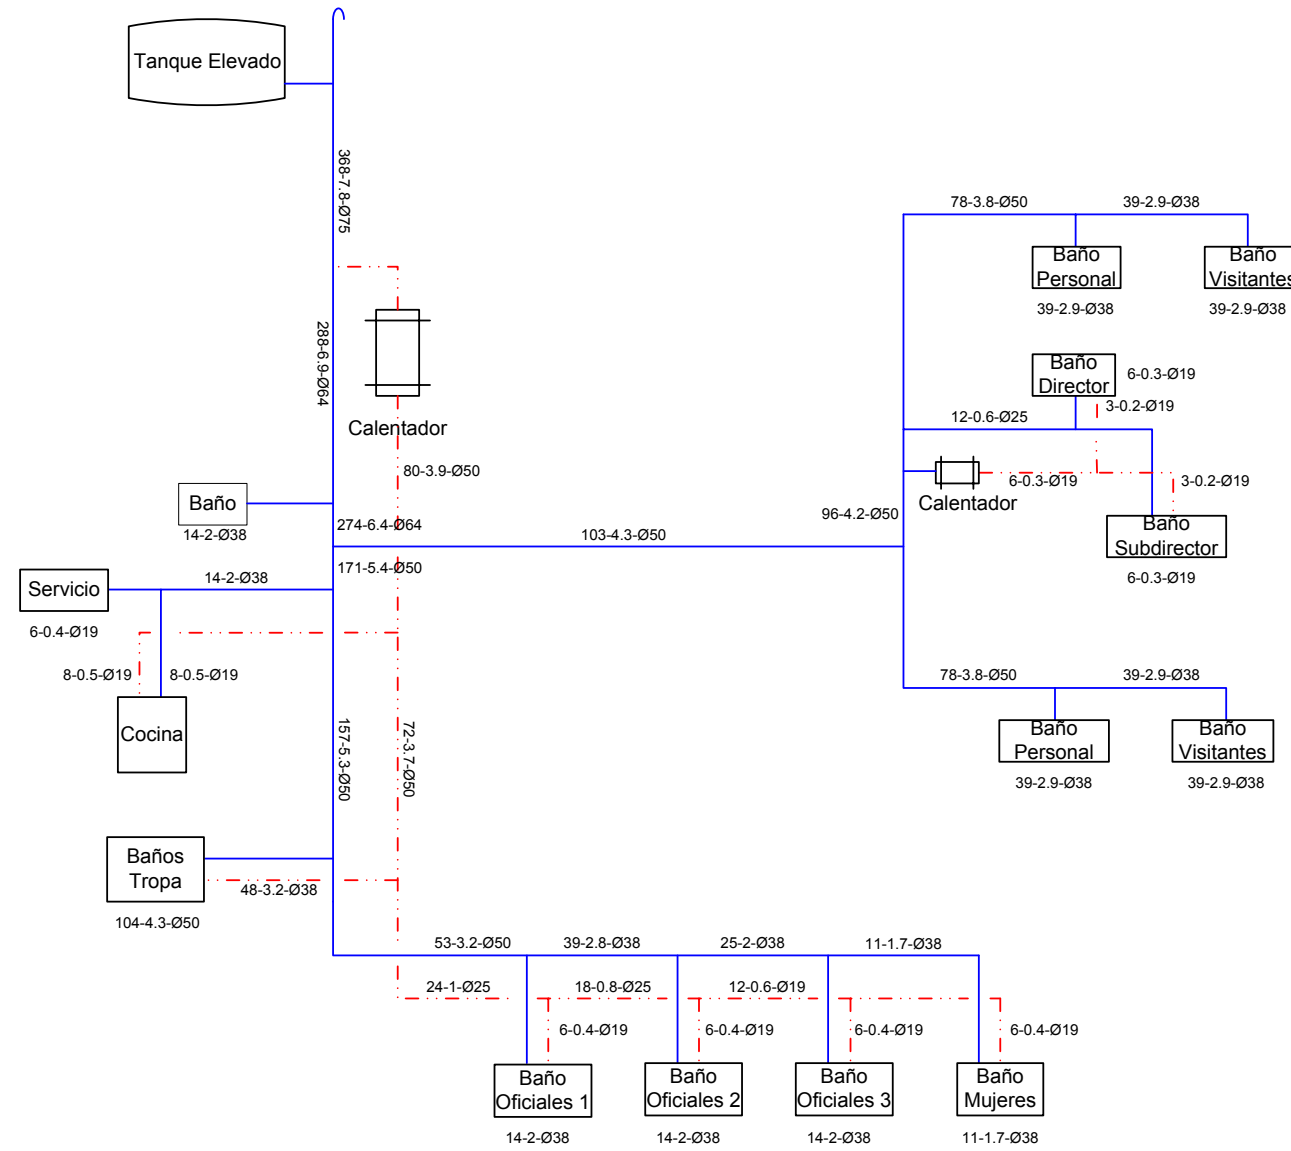 Tanque Elevado
368-7.8-Ø75
78-3.8-Ø50
39-2.9-Ø38
Baño
Personal
39-2.9-Ø38
Baño
Visitantes
39-2.9-Ø38
288-6.9-Ø64
Calentador
80-3.9-Ø50
Baño
Director
6-0.3-Ø19
3-0.2-Ø19
12-0.6-Ø25
Calentador
6-0.3-Ø19
3-0.2-Ø19
Baño
Subdirector
6-0.3-Ø19
96-4.2-Ø50
Baño
14-2-Ø38
274-6.4-Ø64
103-4.3-Ø50
171-5.4-Ø50
14-2-Ø38
Servicio
6-0.4-Ø19
8-0.5-Ø19
8-0.5-Ø19
Cocina
78-3.8-Ø50
39-2.9-Ø38
Baño
Personal
39-2.9-Ø38
Baño
Visitantes
39-2.9-Ø38
157-5.3-Ø50
72-3.7-Ø50
Baños
Tropa
104-4.3-Ø50
48-3.2-Ø38
53-3.2-Ø50
39-2.8-Ø38
25-2-Ø38
11-1.7-Ø38
24-1-Ø25
18-0.8-Ø25
12-0.6-Ø19
6-0.4-Ø19
6-0.4-Ø19
6-0.4-Ø19
6-0.4-Ø19
Baño
Oficiales 1
14-2-Ø38
Baño
Oficiales 2
14-2-Ø38
Baño
Oficiales 3
14-2-Ø38
Baño
Mujeres
11-1.7-Ø38